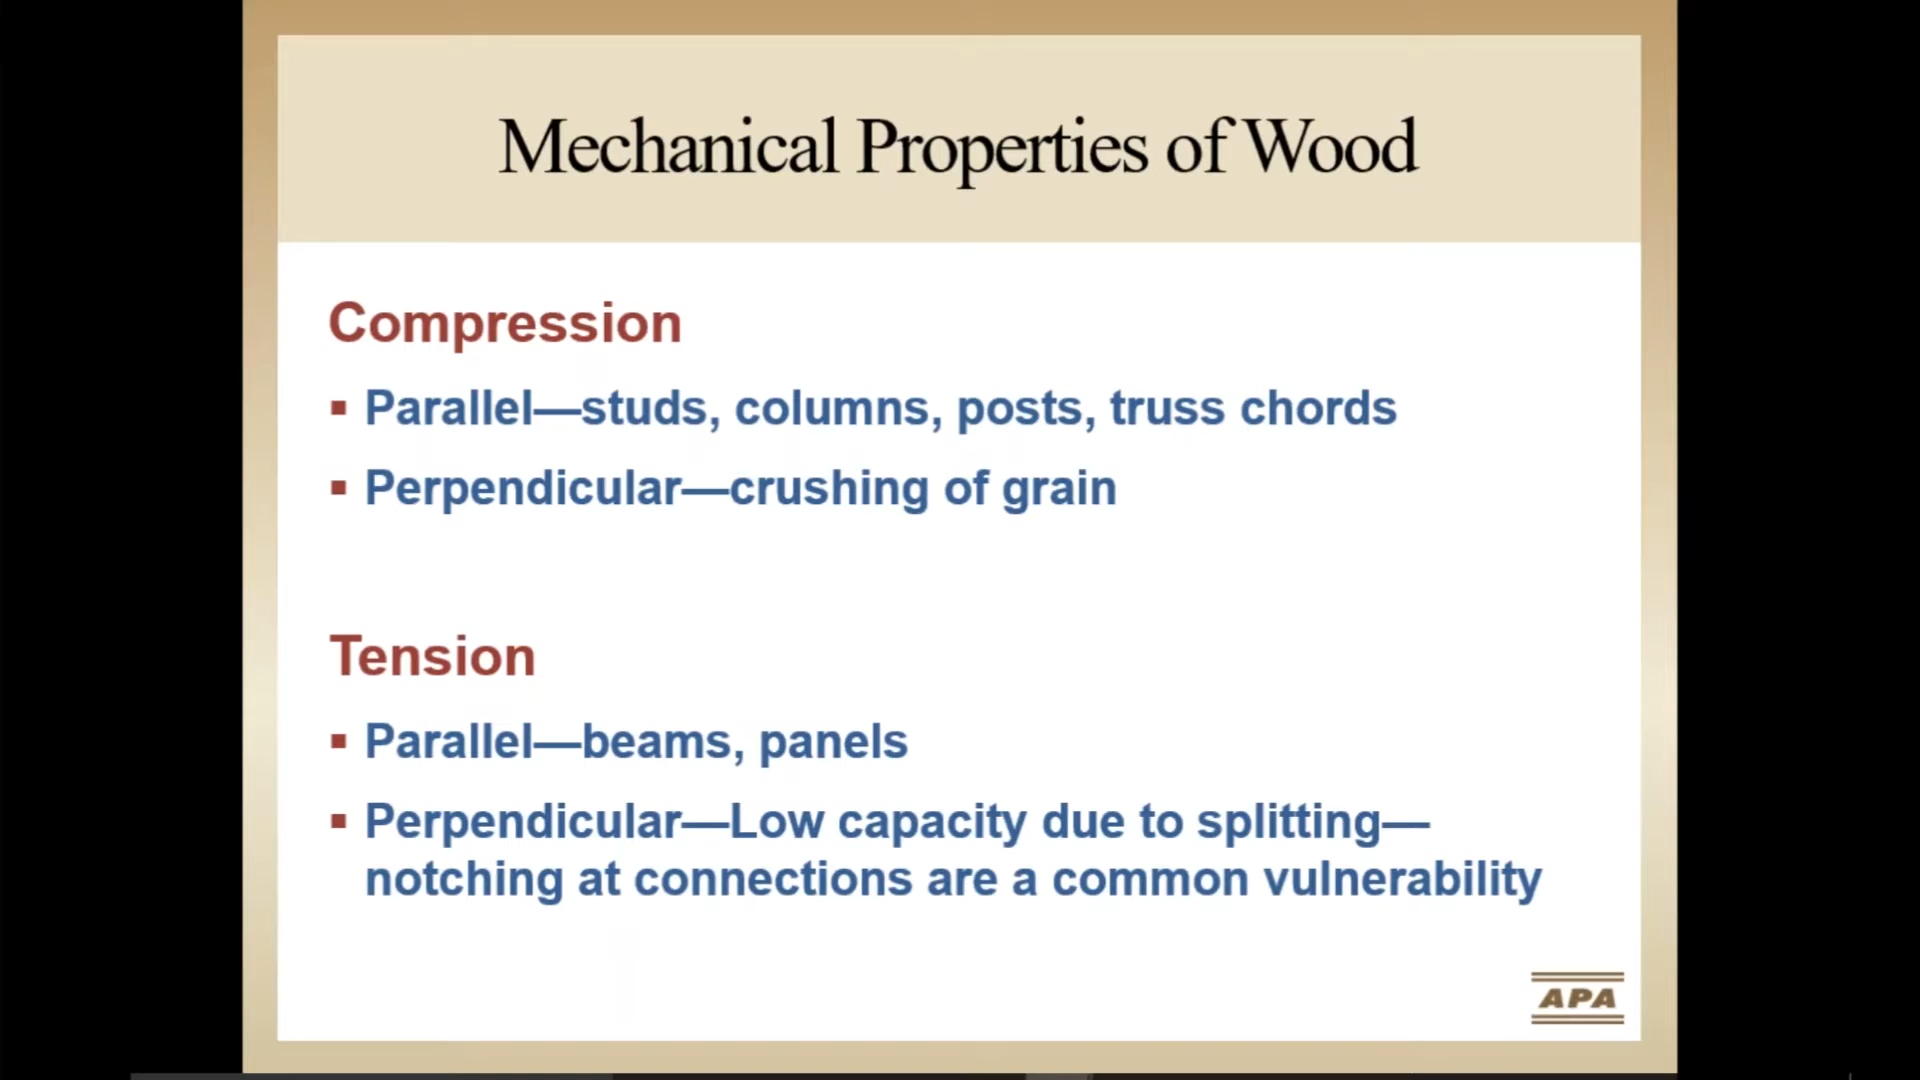 Mechanical Properties of Wood
Compression
▪ Parallel—studs, columns, posts, truss chords
▪ Perpendicular—crushing of grain
Tension
▪ Parallel—beams, panels
▪ Perpendicular—Low capacity due to splitting—
notching at connections are a common vulnerability
APA